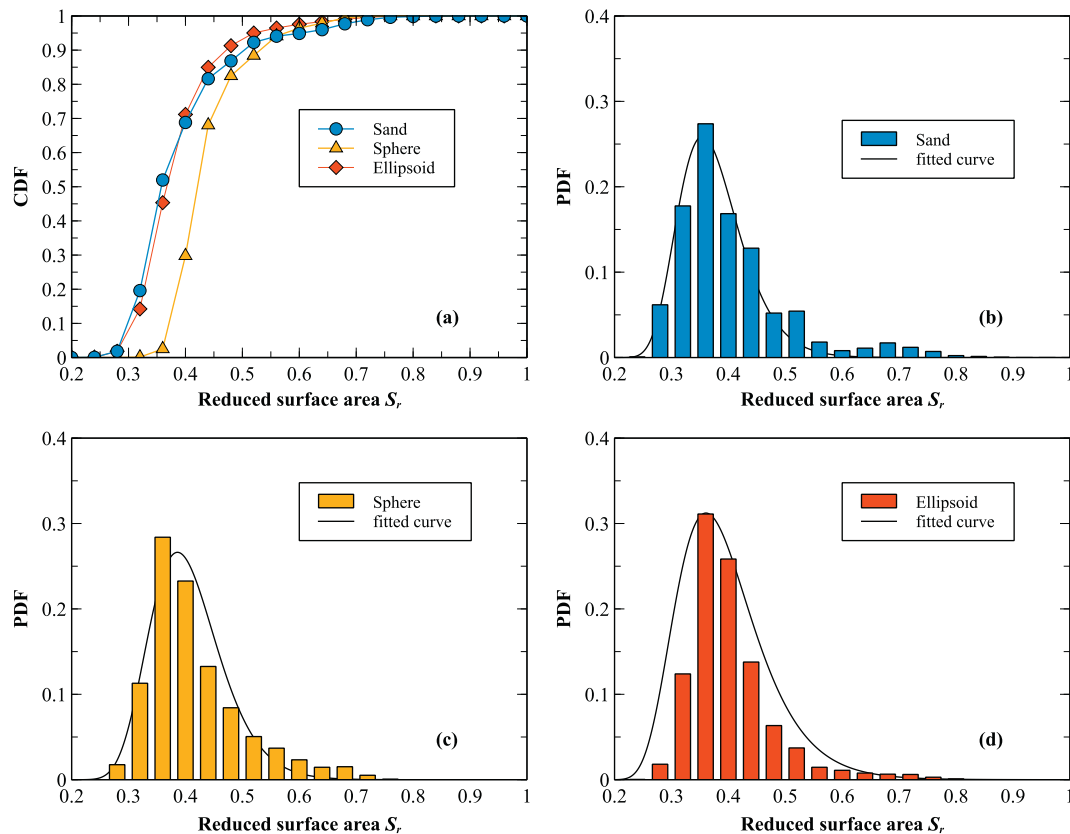 1
0.9
0.8
0.7
0.6
0.5
0.4
0.3
0.2
0.1
0
CDF
Sand
Sphere
Ellipsoid
(a)
0.2 0.3 0.4 0.5 0.6 0.7 0.8 0.9 1
Reduced surface area Sr
0.4
0.3
0.2
0.1
0
PDF
Sand
fitted curve
(b)
0.2 0.3 0.4 0.5 0.6 0.7 0.8 0.9 1
Reduced surface area Sr
0.4
0.3
0.2
0.1
0
PDF
Sphere
fitted curve
(c)
0.2 0.3 0.4 0.5 0.6 0.7 0.8 0.9 1
Reduced surface area Sr
0.4
0.3
0.2
0.1
0
PDF
Ellipsoid
fitted curve
(d)
0.2 0.3 0.4 0.5 0.6 0.7 0.8 0.9 1
Reduced surface area Sr